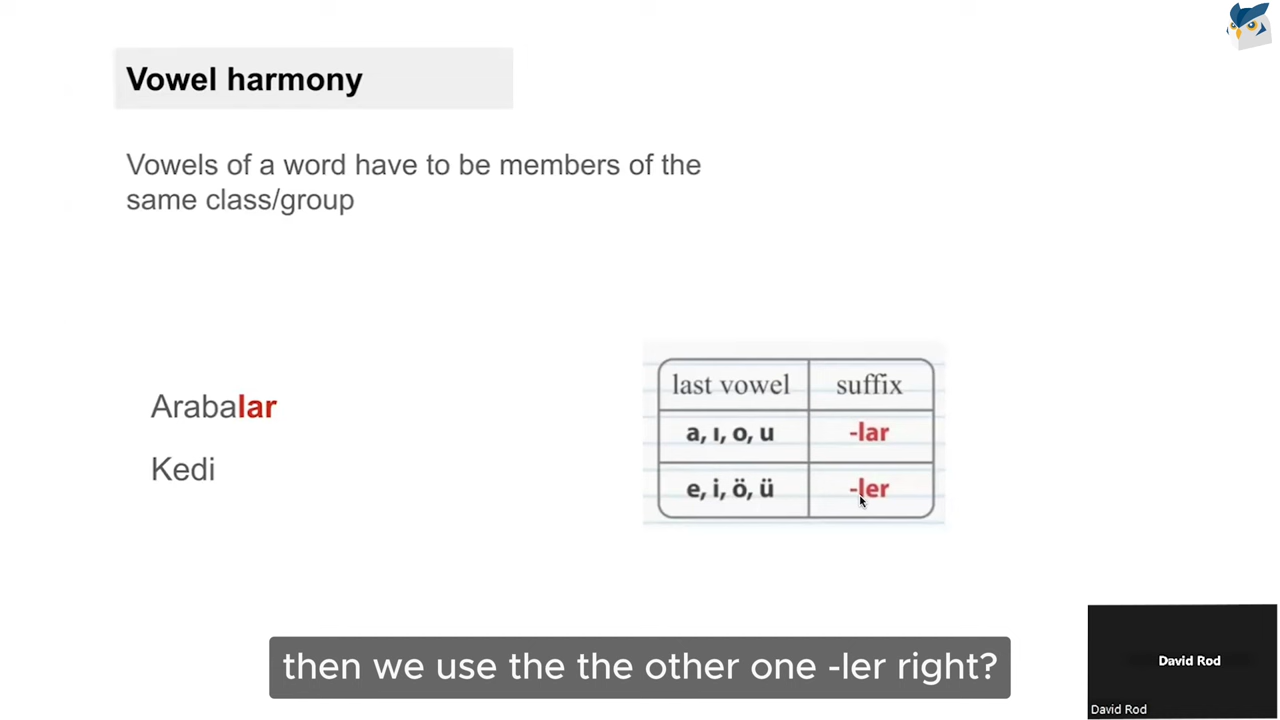 Vowel harmony
Vowels of a word have to be members of the
same class/group
Arabalar
Kedi
last vowel suffix
a, ı, o, u -lar
e, i, ö, ü -ler
then we use the the other one -ler right?
David Rod
David Rod